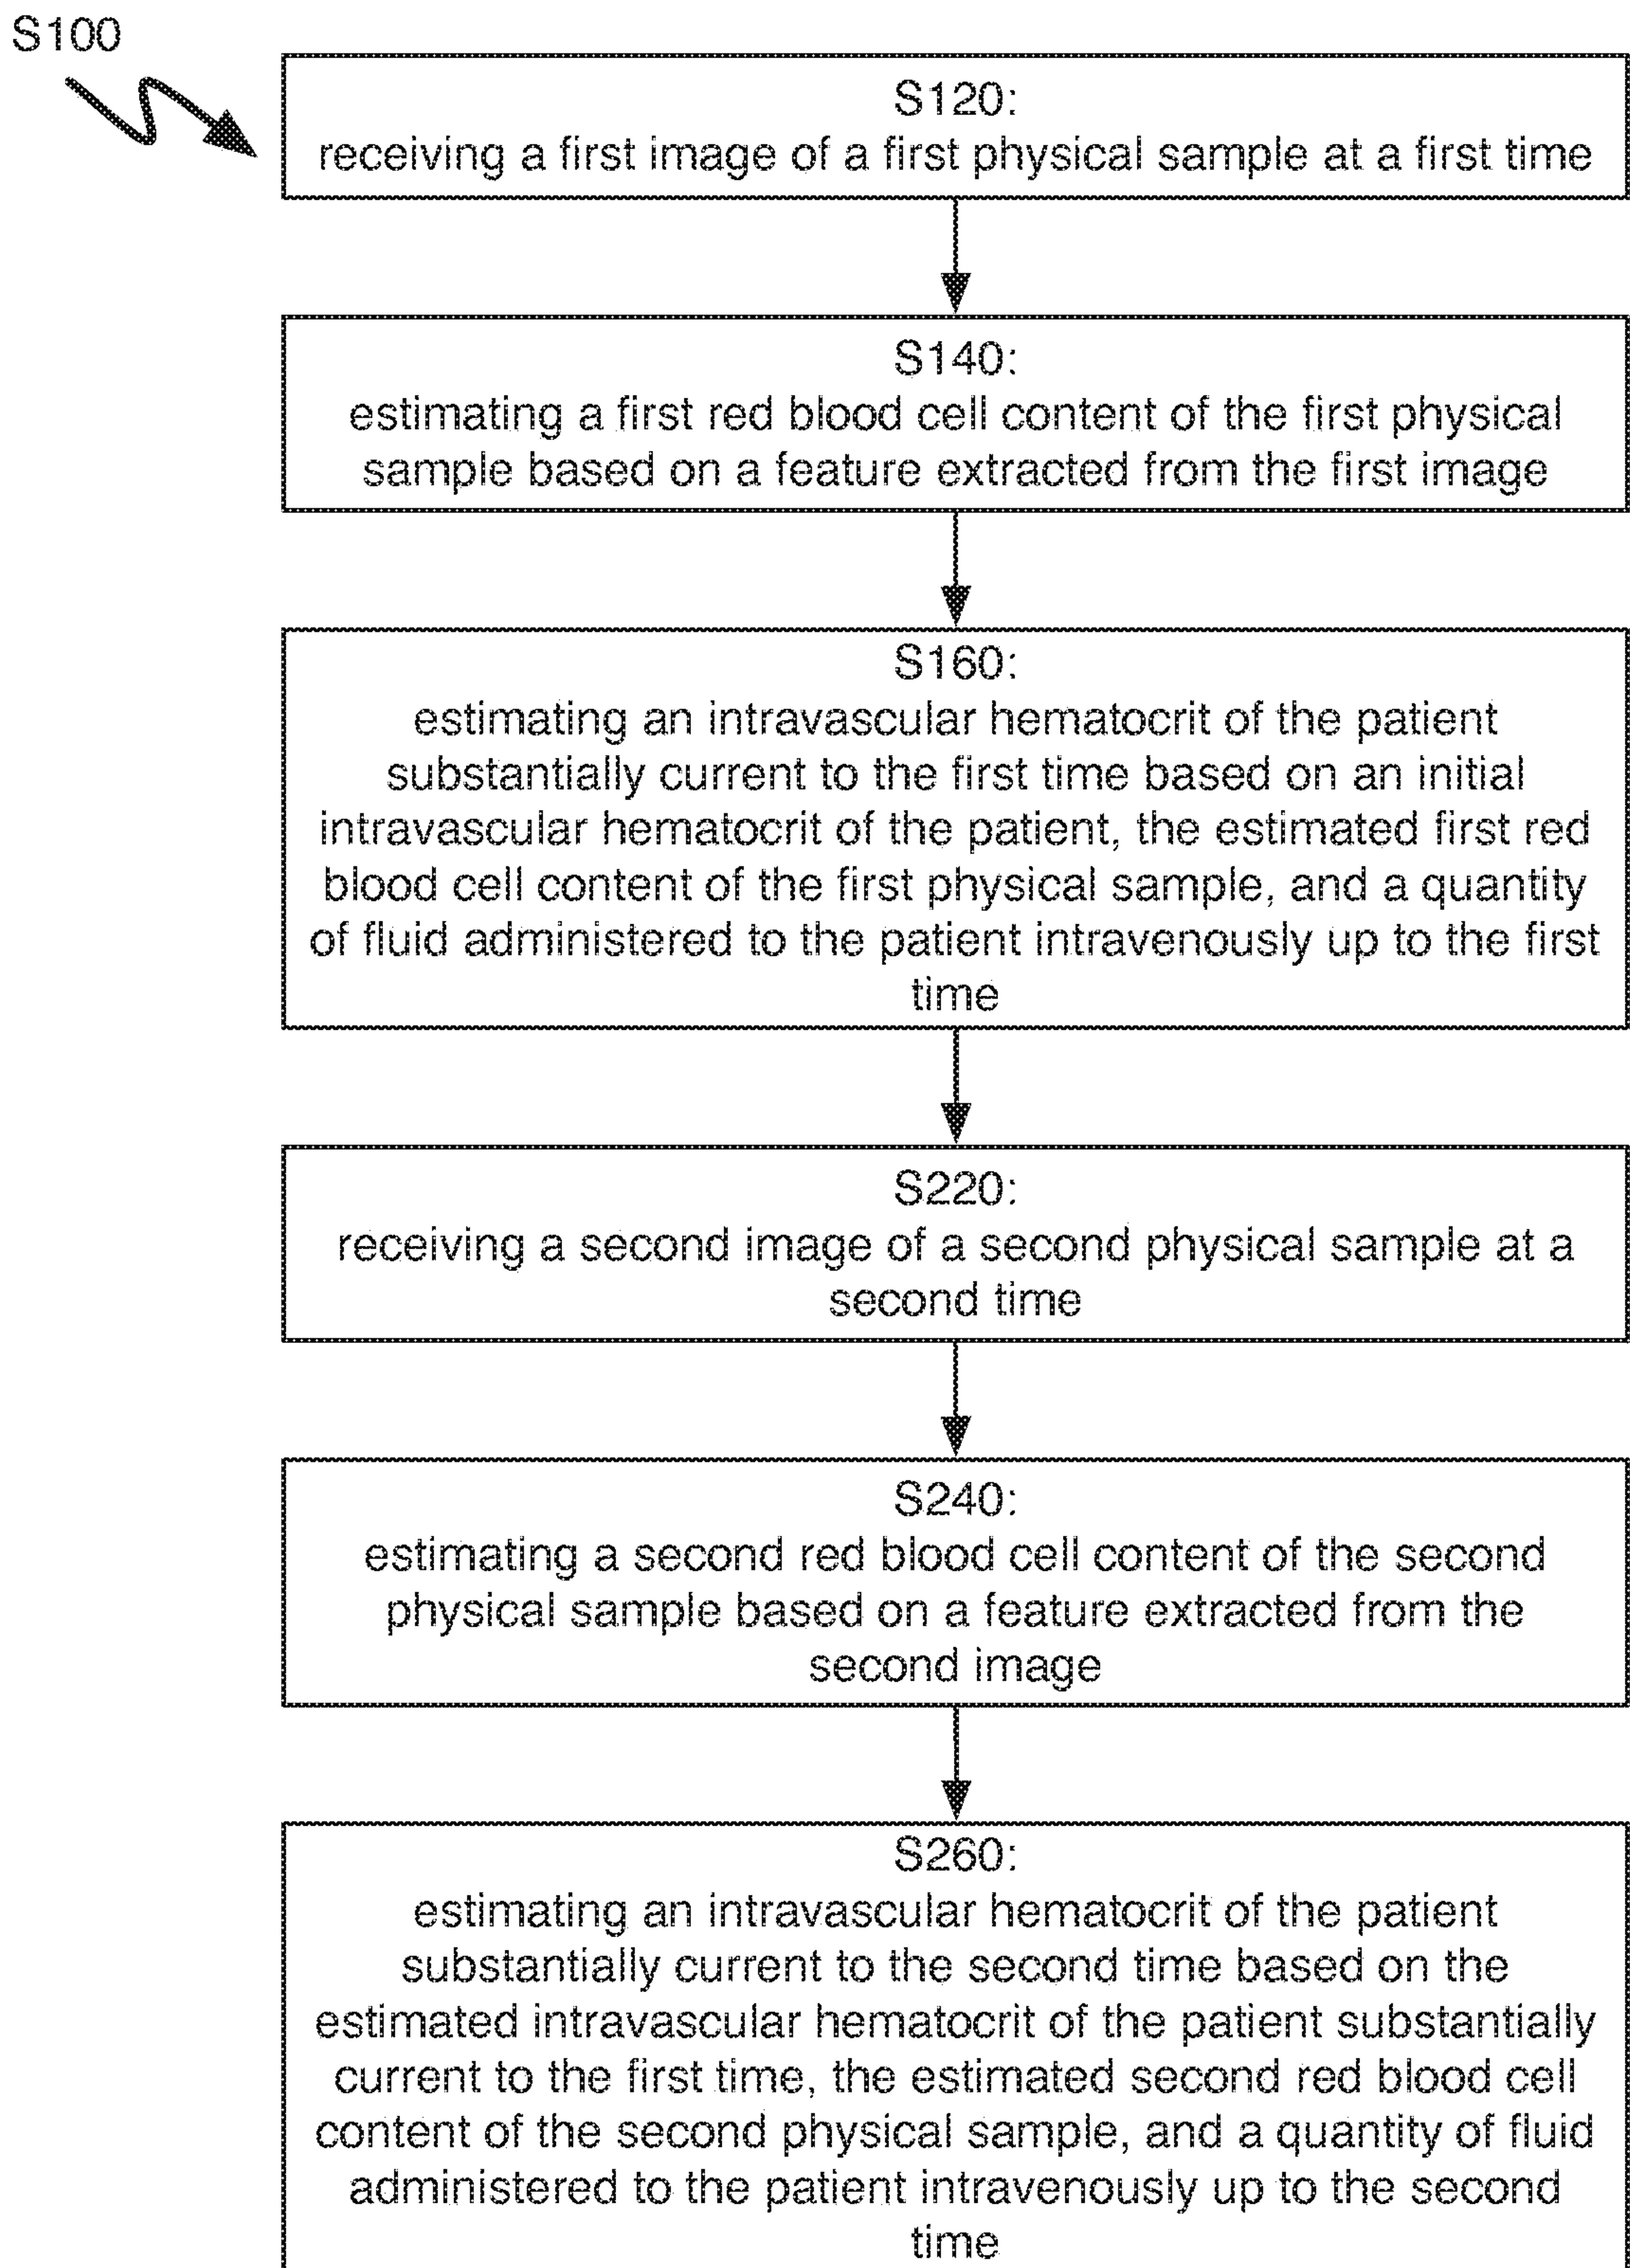 S100
S120:
receiving a first image of a first physical sample at a first time
S140:
estimating a first red blood cell content of the first physical
sample based on a feature extracted from the first image
S160:
estimating an intravascular hematocrit of the patient
substantially current to the first time based on an initial
intravascular hematocrit of the patient, the estimated first red
blood cell content of the first physical sample, and a quantity
of fluid administered to the patient intravenously up to the first
time
S220:
receiving a second image of a second physical sample at a
second time
S240:
estimating a second red blood cell content of the second
physical sample based on a feature extracted from the
second image
S260:
estimating an intravascular hematocrit of the patient
substantially current to the second time based on the
estimated intravascular hematocrit of the patient substantially
current to the first time, the estimated second red blood cell
content of the second physical sample, and a quantity of fluid
administered to the patient intravenously up to the second
time